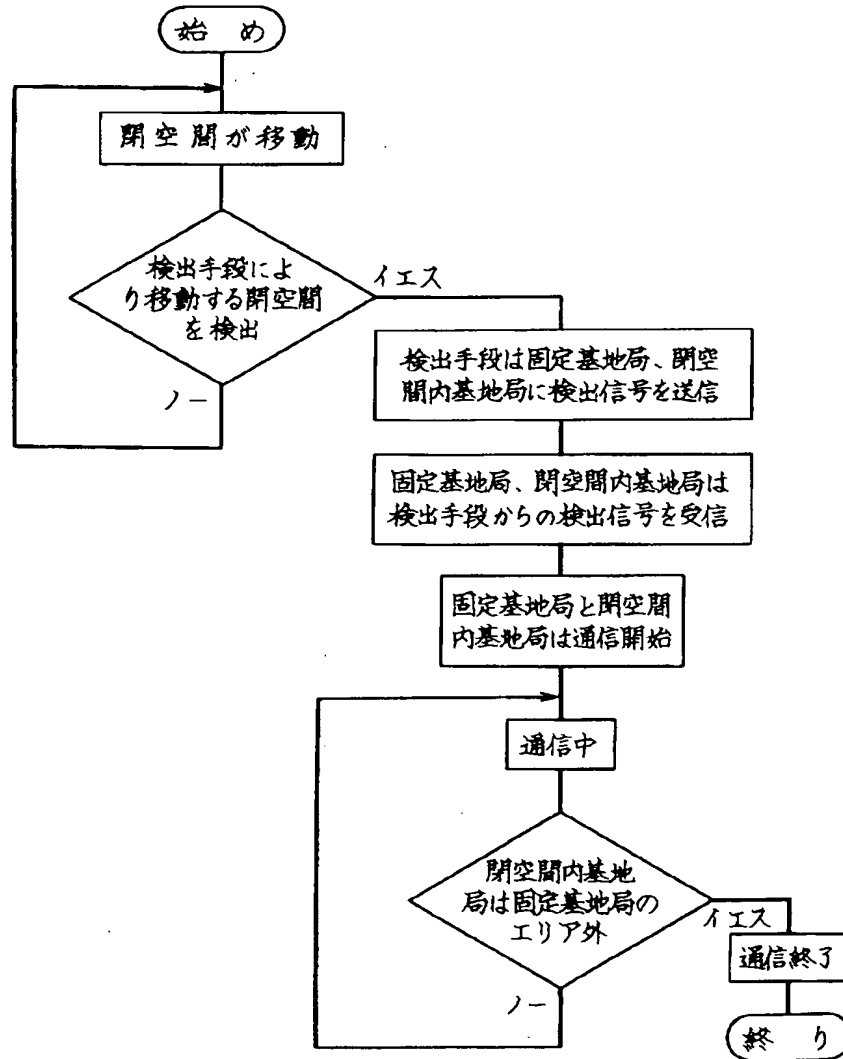 始め
閉空間が移動
検出手段によ
り移動する閉空間
を検出
イエス
ノー
検出手段は固定基地局、閉空
間内基地局に検出信号を送信
固定基地局、閉空間内基地局は
検出手段からの検出信号を受信
固定基地局と閉空間
内基地局は通信開始
通信中
閉空間内基地
局は固定基地局の
エリア外
イエス
ノー
通信終了
終り